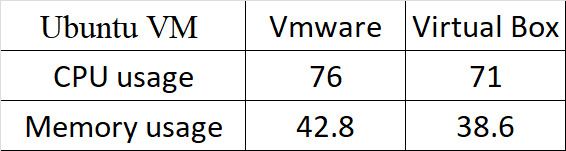 Ubuntu VM Vmware Virtual Box
CPU usage 76 71
Memory usage 42.8 38.6